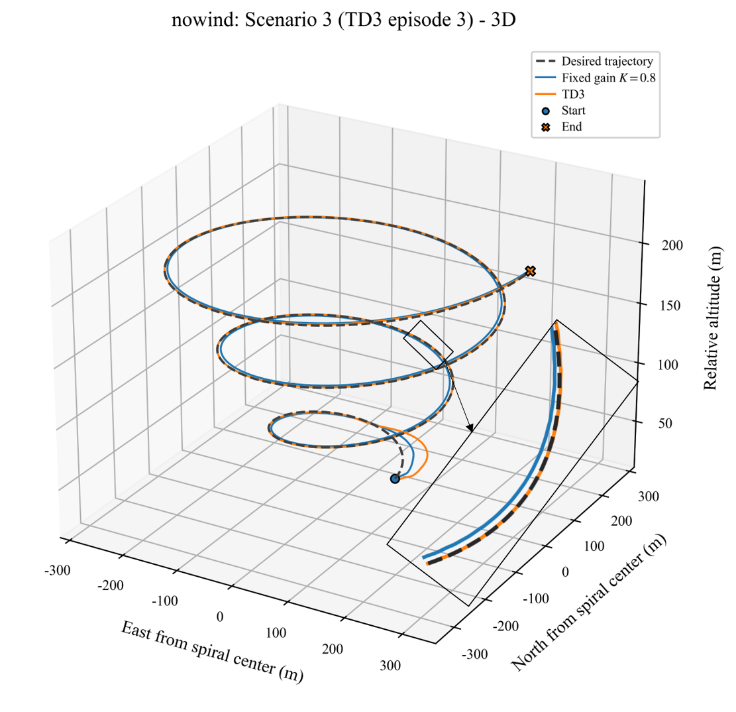 nowind: Scenario 3 (TD3 episode 3) - 3D
Desired trajectory
Fixed gain K=0.8
TD3
Start
End
200
150
100
50
Relative altitude (m)
-300
-200
-100
0
100
200
300
East from spiral center (m)
300
200
100
0
-100
-200
-300
North from spiral center (m)